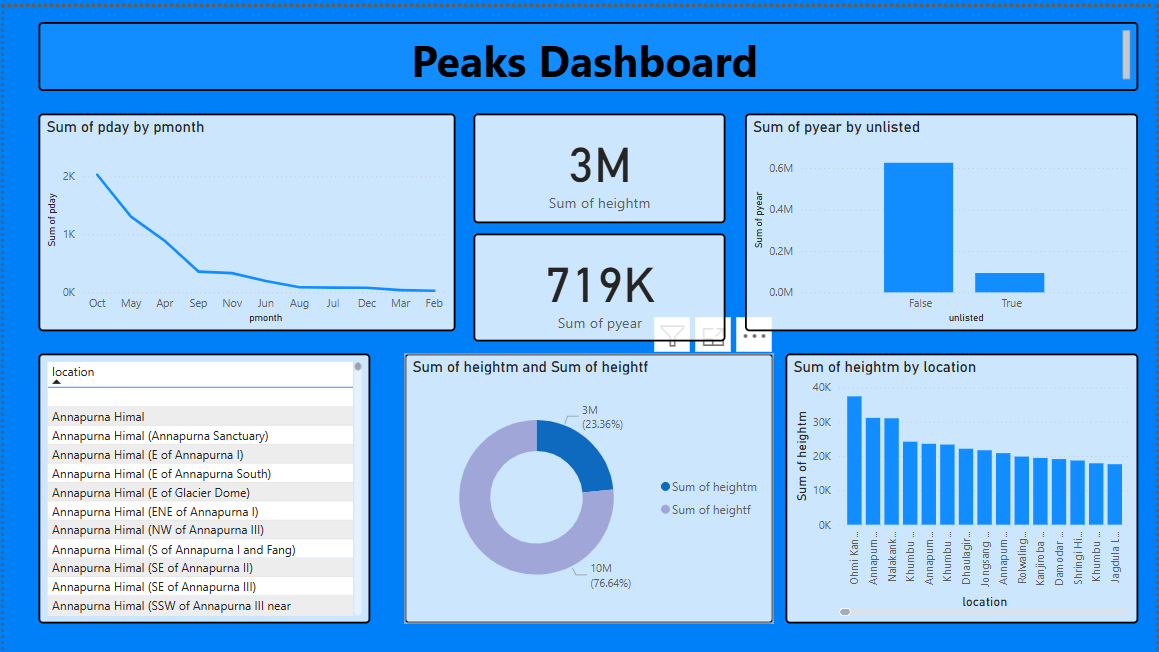 Peaks Dashboard
Sum of pday by pmonth
2K
1K
0K
Sum of pday
Oct May Apr Sep Nov Jun Aug Jul Dec Mar Feb
pmonth
3M
Sum of heightm
719K
Sum of pyear
Sum of pyear by unlisted
0.6M
0.4M
0.2M
0.0M
Sum of pyear
False True
unlisted
location
Annapurna Himal
Annapurna Himal (Annapurna Sanctuary)
Annapurna Himal (E of Annapurna I)
Annapurna Himal (E of Annapurna South)
Annapurna Himal (E of Glacier Dome)
Annapurna Himal (ENE of Annapurna I)
Annapurna Himal (NW of Annapurna III)
Annapurna Himal (S of Annapurna I and Fang)
Annapurna Himal (SE of Annapurna II)
Annapurna Himal (SE of Annapurna III)
Annapurna Himal (SSW of Annapurna III near
Sum of heightm and Sum of heightf
3M
(23.36%)
10M
(76.64%)
Sum of heightm
Sum of heightf
Sum of heightm by location
40K
30K
20K
10K
0K
Sum of heightm
Ohmi Kan...
Annapurn...
Nalakank...
Khumbu ...
Annapurn...
Khumbu ...
Dhaulagir...
Jongsang ...
Annapurn...
Rolwaling...
Kanjiroba ...
Damodar ...
Shringi Hi...
Khumbu ...
Jagdula L...
location